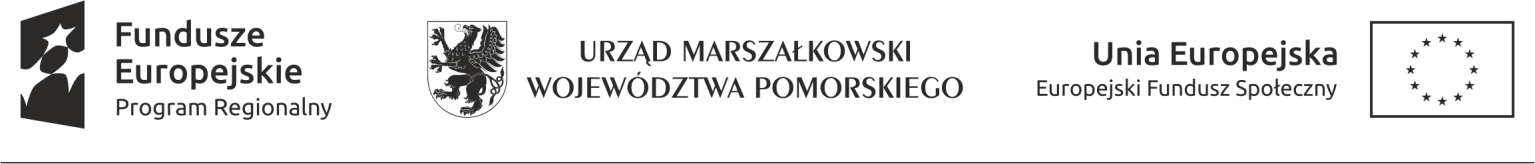 Fundusze
Europejskie
Program Regionalny
URZĄD MARSZAŁKOWSKI
WOJEWÓDZTWA POMORSKIEGO
Unia Europejska
Europejski Fundusz Społeczny